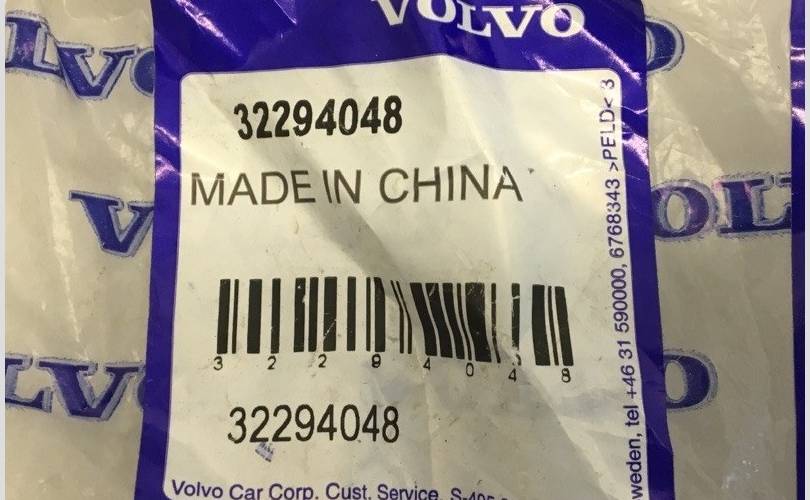 VOLVO
32294048
MADE IN CHINA
3 2 2 9 4 0 4 8
32294048
Volvo Car Corp. Cust. Service, S-405
weden, tel +46 31 590000, 6768343 >PELD< 3